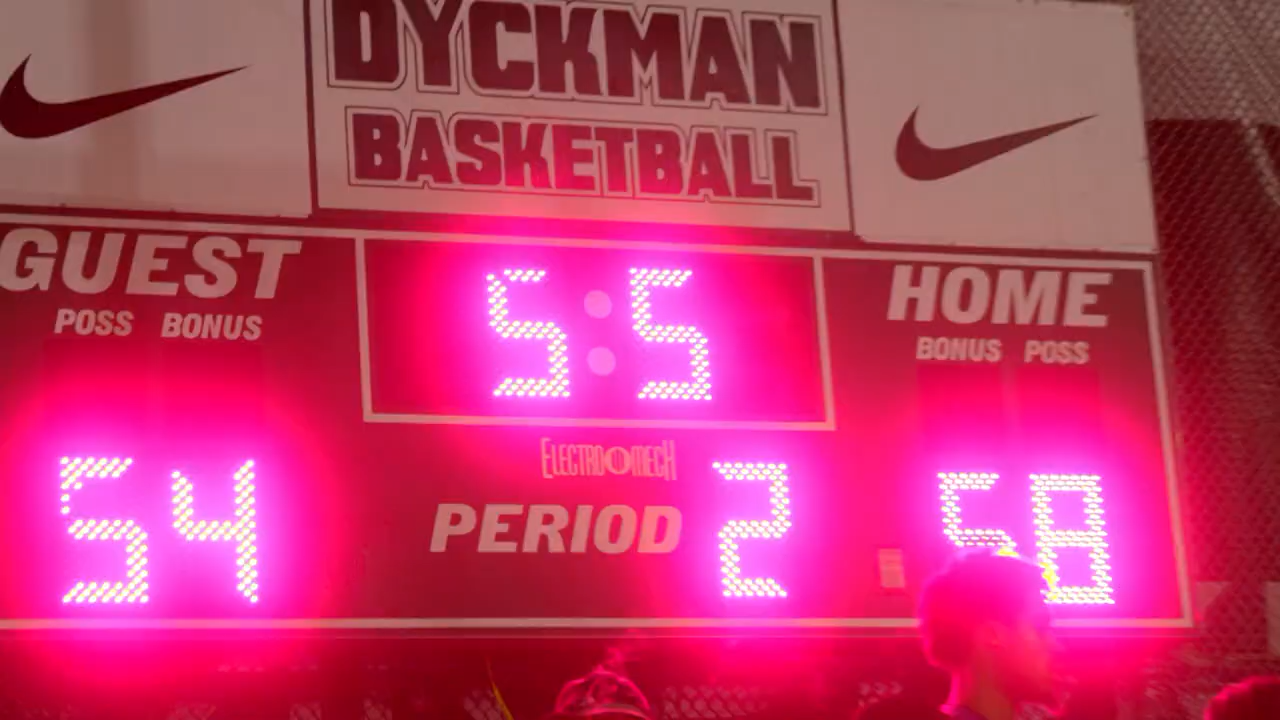 DYCKMAN
BASKETBALL
GUEST
POSS BONUS
5:5
HOME
BONUS POSS
54
ELECTRO MECH
PERIOD 2
58